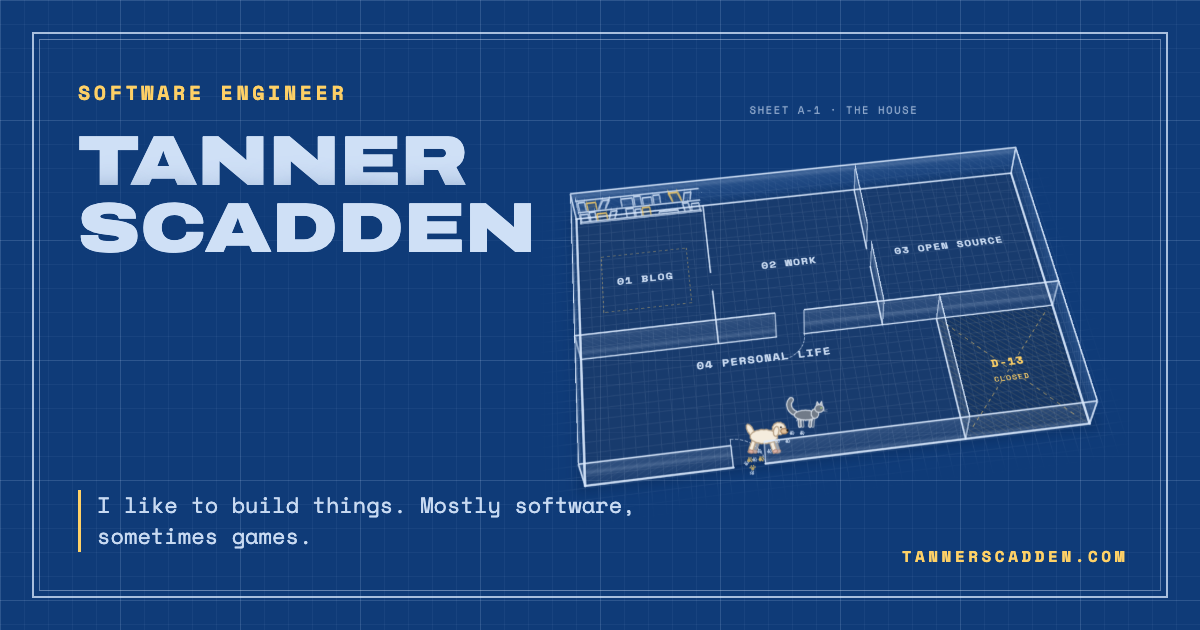 SOFTWARE ENGINEER
TANNER
SCADDEN
SHEET A-1 · THE HOUSE
01 BLOG
02 WORK
03 OPEN SOURCE
04 PERSONAL LIFE
D-13
CLOSED
I like to build things. Mostly software,
sometimes games.
TANNERSCADDEN.COM